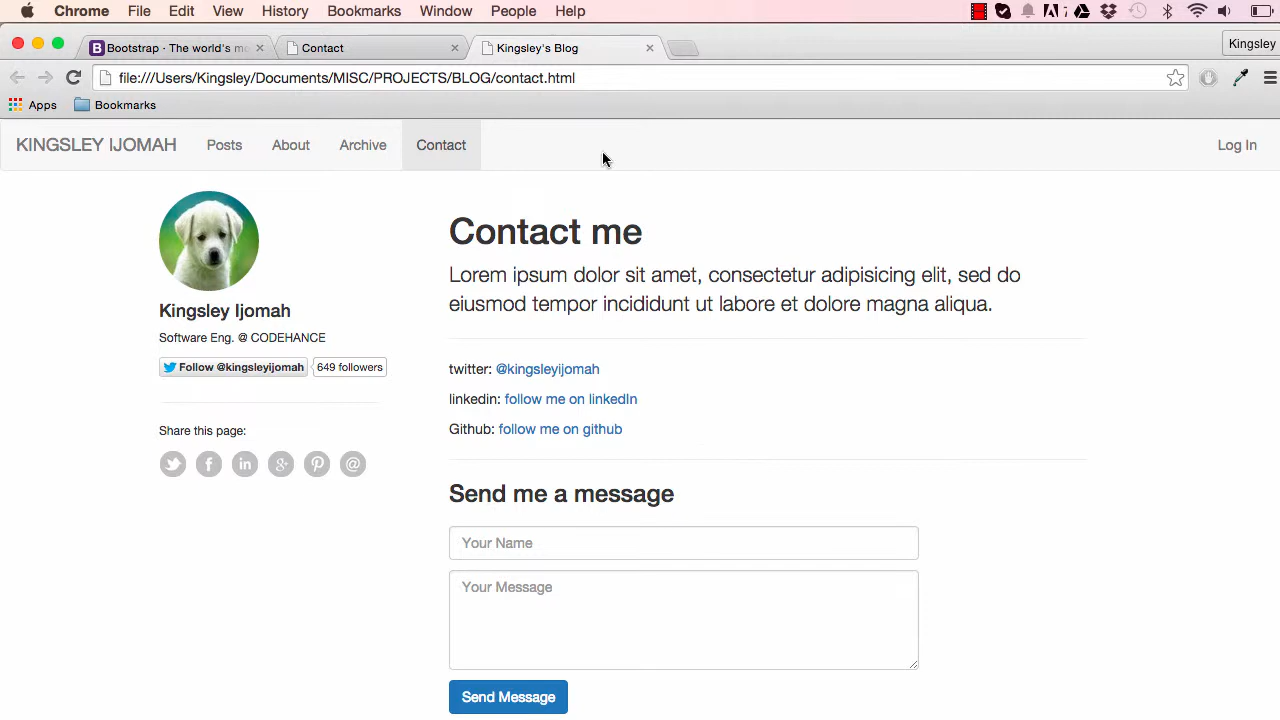 Chrome File Edit View History Bookmarks Window People Help
Bootstrap · The world's mo Contact Kingsley's Blog Kingsley
file:///Users/Kingsley/Documents/MISC/PROJECTS/BLOG/contact.html
Apps Bookmarks
KINGSLEY IJOMAH Posts About Archive Contact Log In
Contact me
Lorem ipsum dolor sit amet, consectetur adipisicing elit, sed do
eiusmod tempor incididunt ut labore et dolore magna aliqua.
Kingsley Ijomah
Software Eng. @ CODEHANCE
Follow @kingsleyijomah 649 followers
Share this page:
twitter: @kingsleyijomah
linkedin: follow me on linkedIn
Github: follow me on github
Send me a message
Your Name
Your Message
Send Message